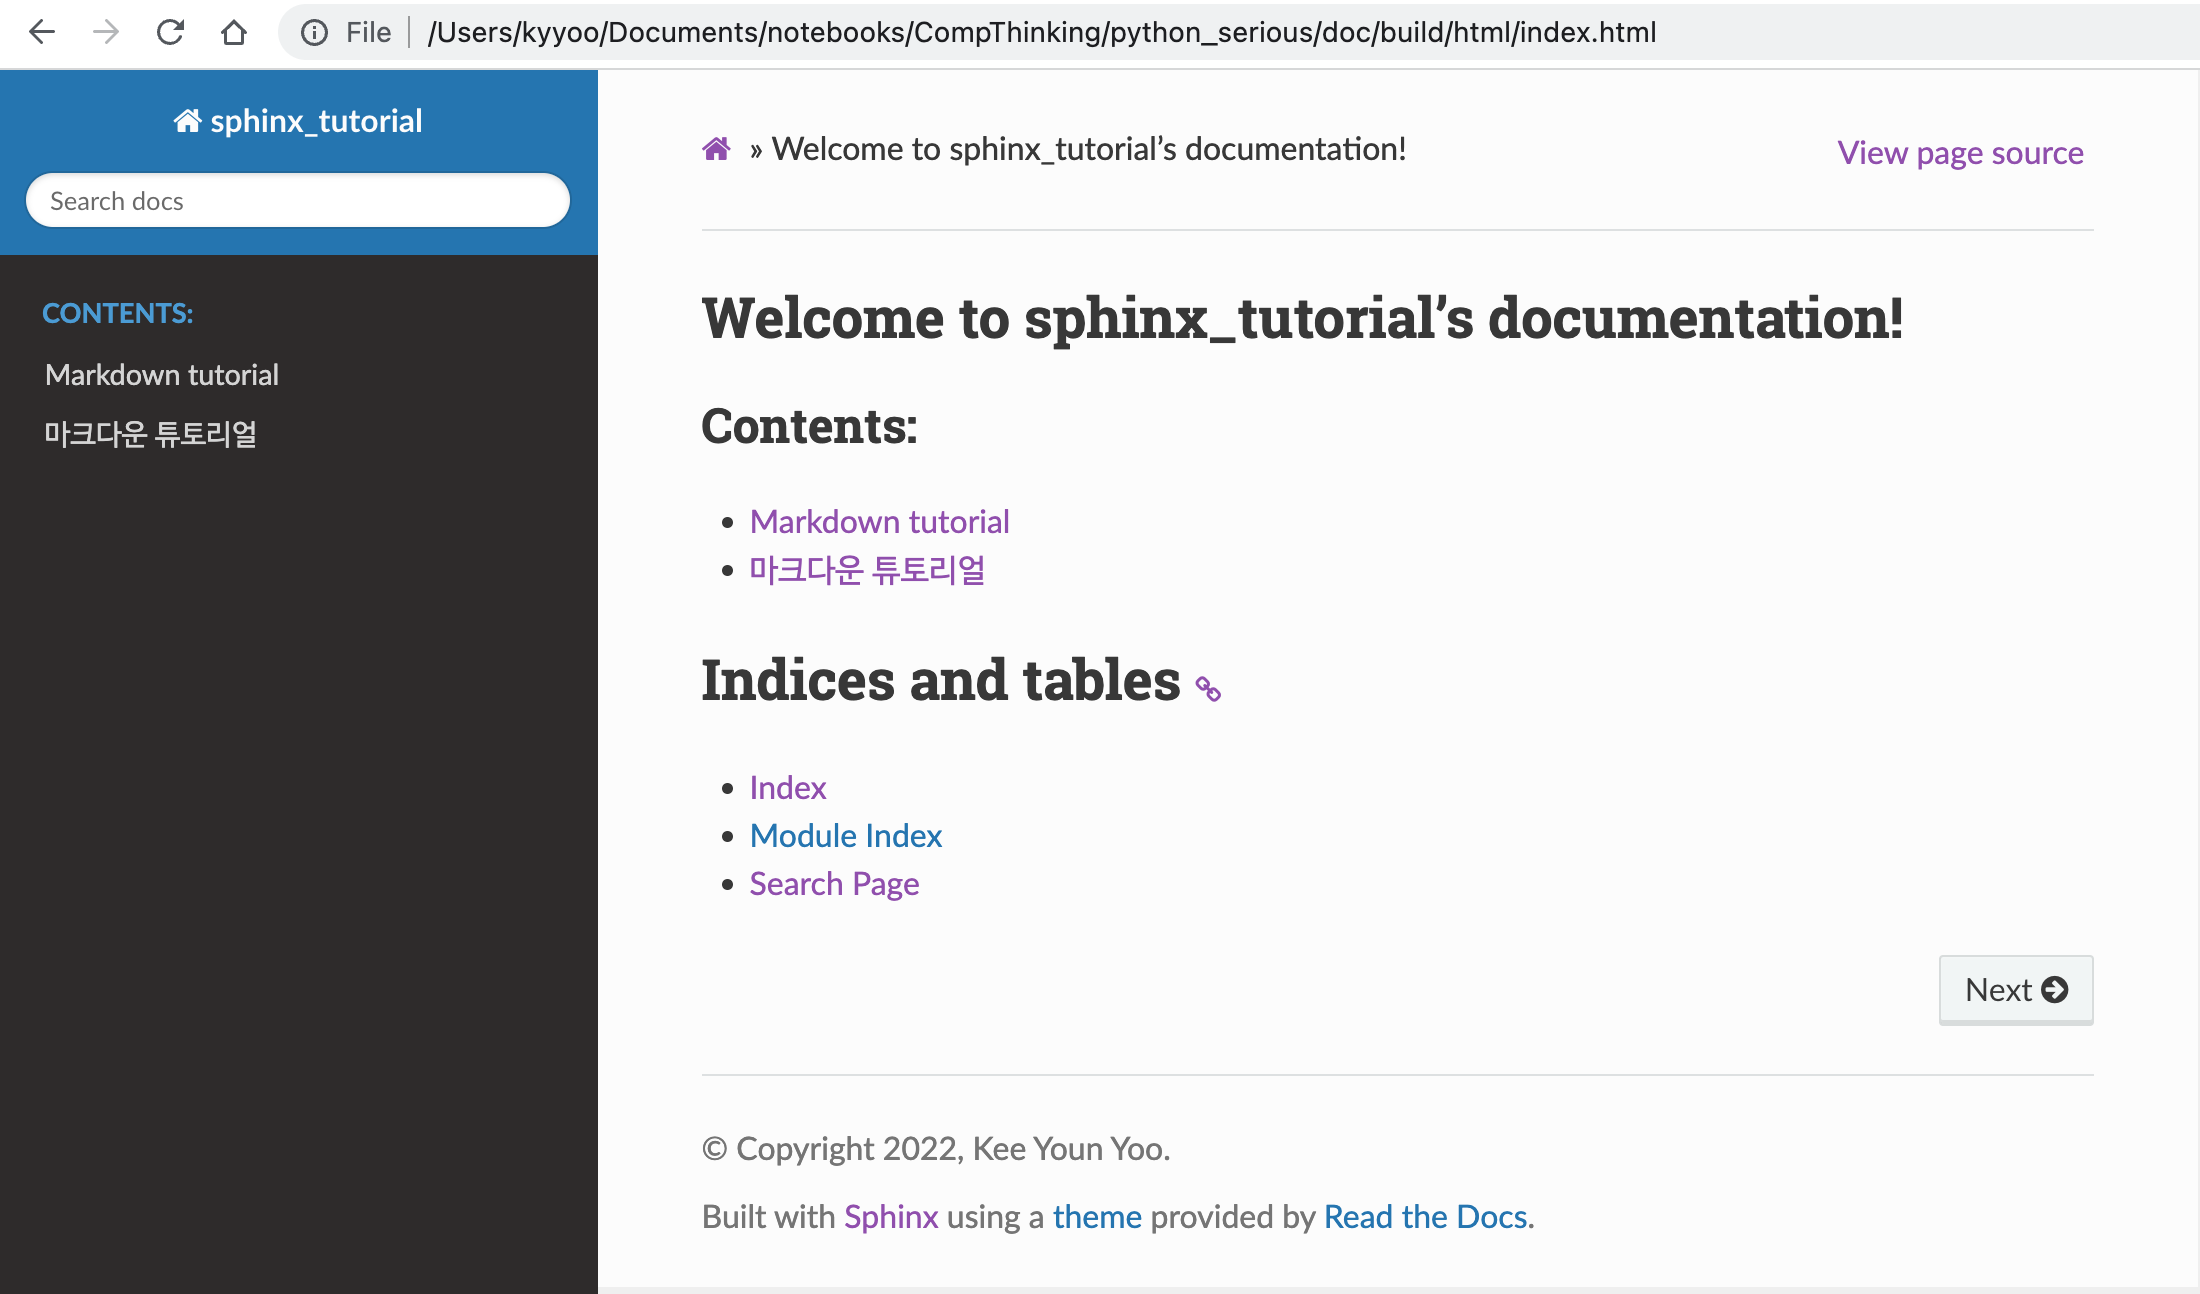 File /Users/kyyoo/Documents/notebooks/CompThinking/python_serious/doc/build/html/index.html
sphinx_tutorial
Search docs
CONTENTS:
Markdown tutorial
마크다운 튜토리얼
» Welcome to sphinx_tutorial’s documentation!
View page source
Welcome to sphinx_tutorial’s documentation!
Contents:
• Markdown tutorial
• 마크다운 튜토리얼
Indices and tables
• Index
• Module Index
• Search Page
Next
© Copyright 2022, Kee Youn Yoo.
Built with Sphinx using a theme provided by Read the Docs.